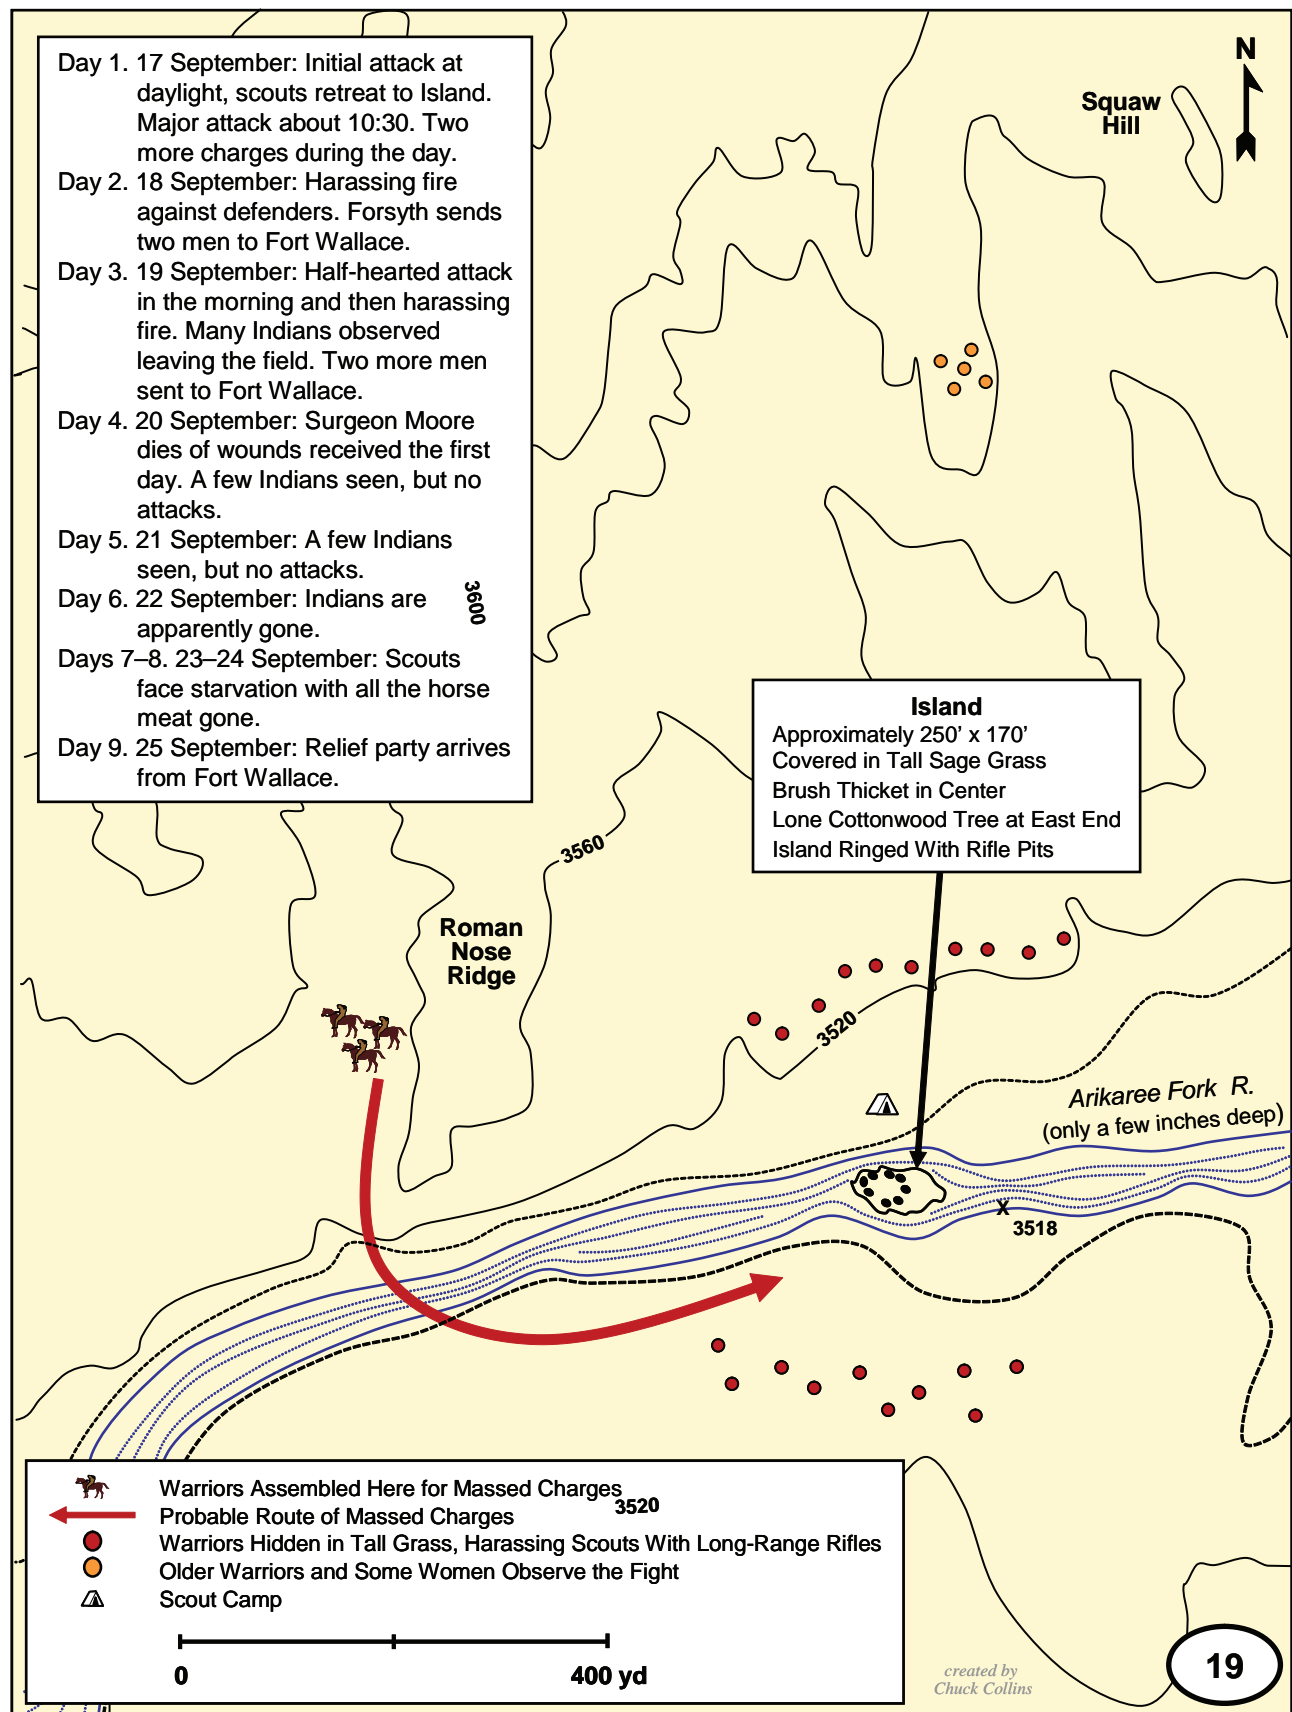 Day 1. 17 September: Initial attack at
daylight, scouts retreat to Island.
Major attack about 10:30. Two
more charges during the day.
Day 2. 18 September: Harassing fire
against defenders. Forsyth sends
two men to Fort Wallace.
Day 3. 19 September: Half-hearted attack
in the morning and then harassing
fire. Many Indians observed
leaving the field. Two more men
sent to Fort Wallace.
Day 4. 20 September: Surgeon Moore
dies of wounds received the first
day. A few Indians seen, but no
attacks.
Day 5. 21 September: A few Indians
seen, but no attacks.
Day 6. 22 September: Indians are
apparently gone.
Days 7–8. 23–24 September: Scouts
face starvation with all the horse
meat gone.
Day 9. 25 September: Relief party arrives
from Fort Wallace.
3600
N
Squaw
Hill
Island
Approximately 250’ x 170’
Covered in Tall Sage Grass
Brush Thicket in Center
Lone Cottonwood Tree at East End
Island Ringed With Rifle Pits
3560
Roman
Nose
Ridge
3520
Arikaree Fork R.
(only a few inches deep)
X
3518
Warriors Assembled Here for Massed Charges
3520
Probable Route of Massed Charges
Warriors Hidden in Tall Grass, Harassing Scouts With Long-Range Rifles
Older Warriors and Some Women Observe the Fight
Scout Camp
0 400 yd
created by
Chuck Collins
19